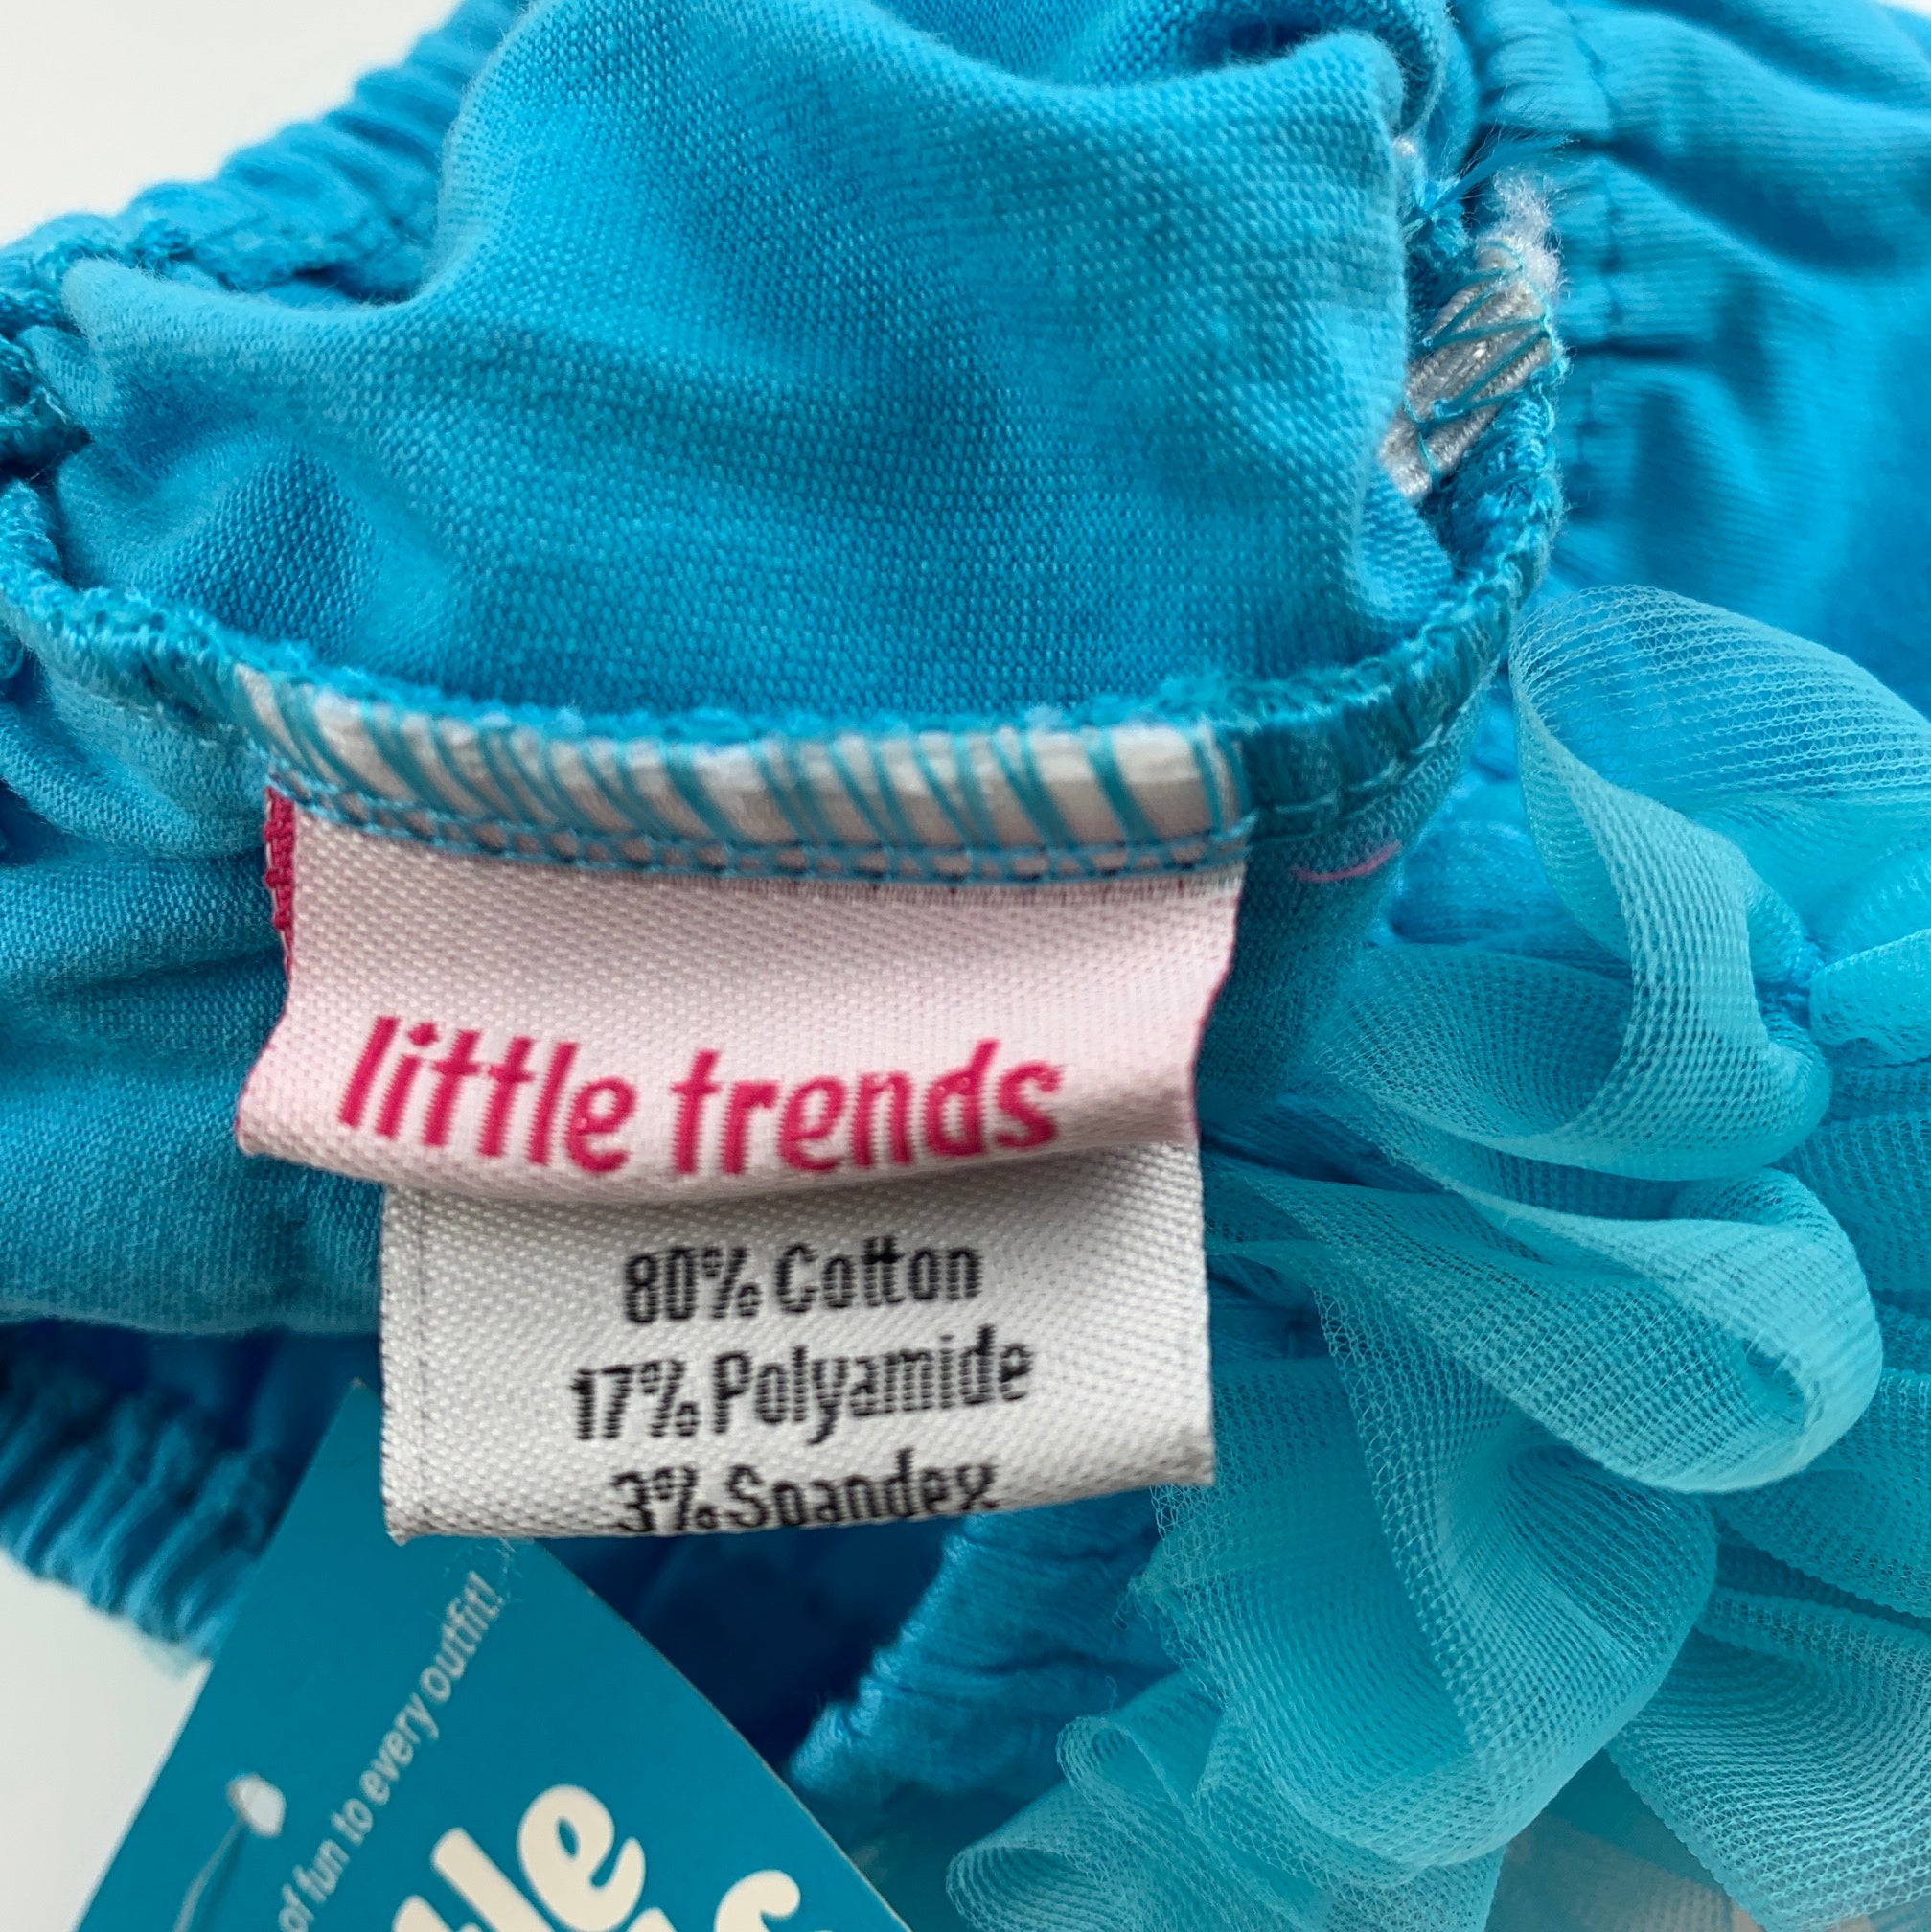 little trends
80% Cotton
17% Polyamide
3% Spandex
of fun to every outfit!